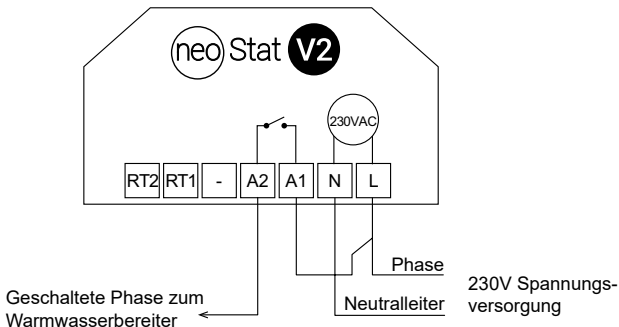 neo Stat V2
230VAC
RT2 RT1 - A2 A1 N L
Phase
230V Spannungs-
versorgung
Neutralleiter
Geschaltete Phase zum
Warmwasserbereiter